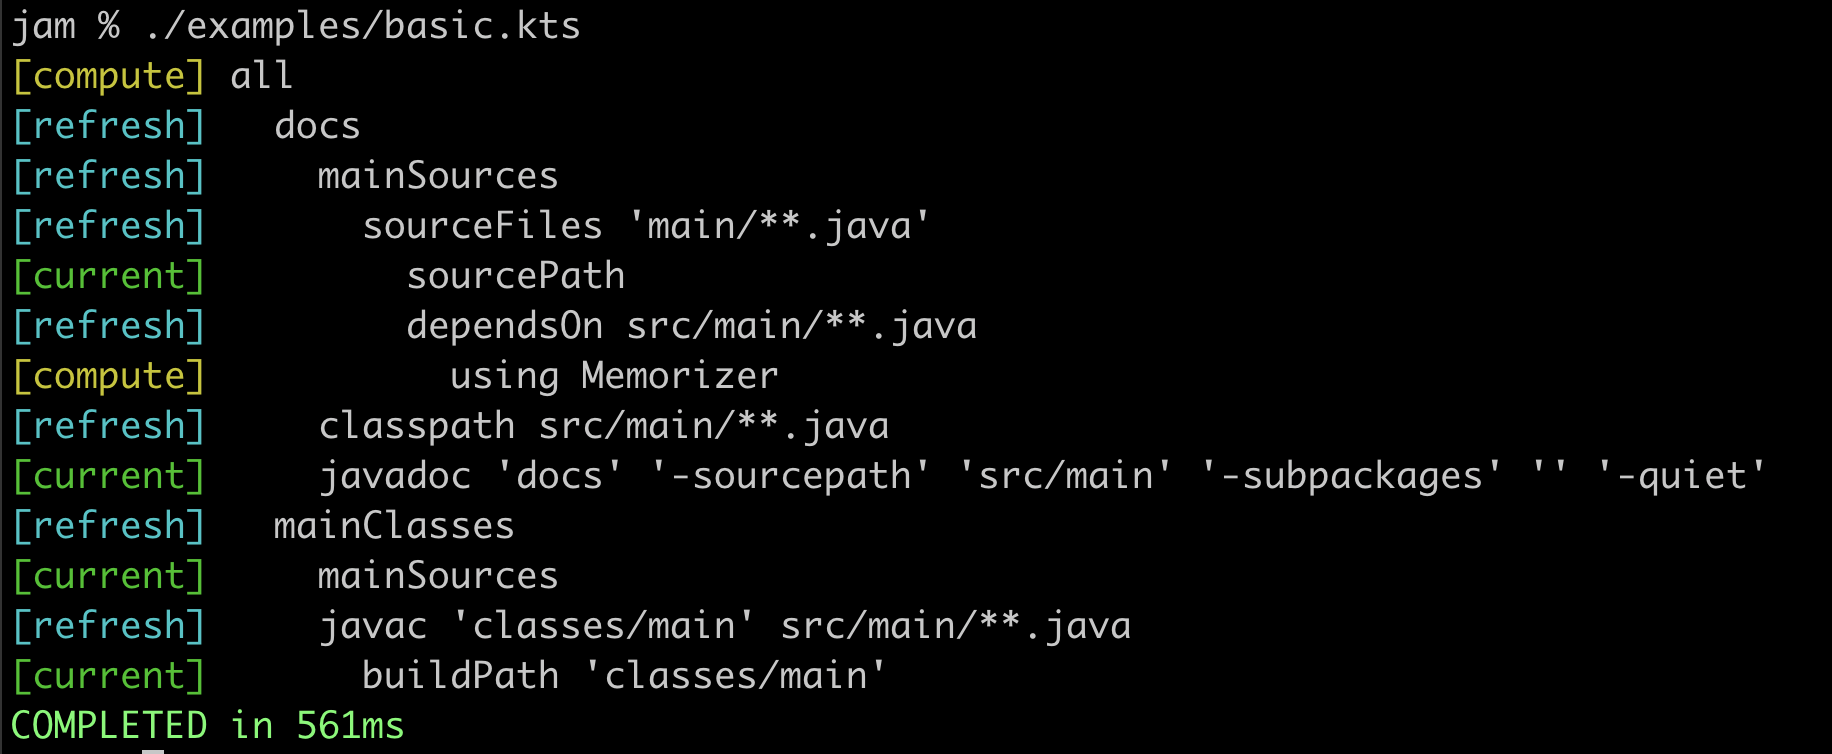 jam % ./examples/basic.kts
[compute] all
[refresh]   docs
[refresh]     mainSources
[refresh]       sourceFiles 'main/**.java'
[current]         sourcePath
[refresh]         dependsOn src/main/**.java
[compute]           using Memorizer
[refresh]     classpath src/main/**.java
[current]     javadoc 'docs' '-sourcepath' 'src/main' '-subpackages' '' '-quiet'
[refresh]   mainClasses
[current]     mainSources
[refresh]     javac 'classes/main' src/main/**.java
[current]       buildPath 'classes/main'
COMPLETED in 561ms